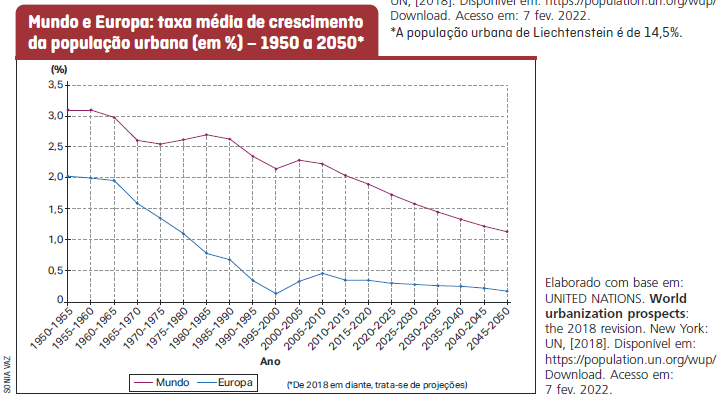 UN, [2018]. Disponível em: https://population.un.org/wup/
Download. Acesso em: 7 fev. 2022.
*A população urbana de Liechtenstein é de 14,5%.
Mundo e Europa: taxa média de crescimento
da população urbana (em %) – 1950 a 2050*
(%)
3,5
3,0
2,5
2,0
1,5
1,0
0,5
0
1950-1955
1955-1960
1960-1965
1965-1970
1970-1975
1975-1980
1980-1985
1985-1990
1990-1995
1995-2000
2000-2005
2005-2010
2010-2015
2015-2020
2020-2025
2025-2030
2030-2035
2035-2040
2040-2045
2045-2050
Ano
Mundo
Europa
(*De 2018 em diante, trata-se de projeções)
SONIA VAZ
Elaborado com base em:
UNITED NATIONS. World
urbanization prospects:
the 2018 revision. New York:
UN, [2018]. Disponível em:
https://population.un.org/wup/
Download. Acesso em:
7 fev. 2022.